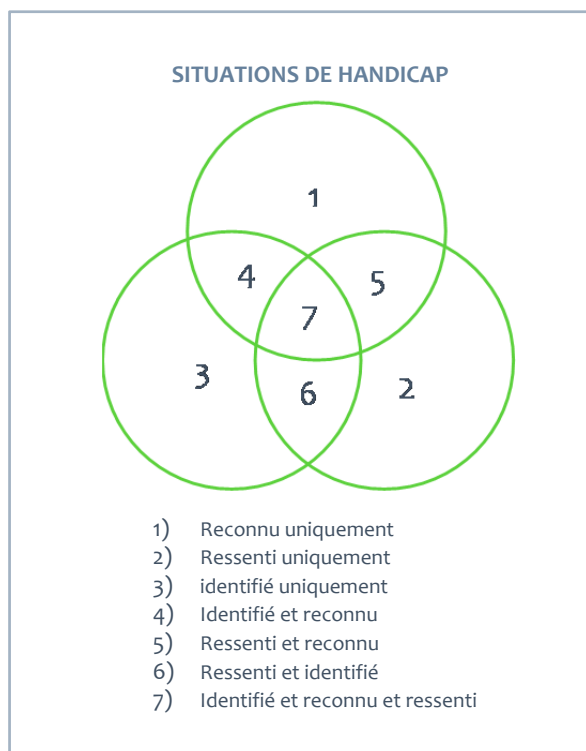 SITUATIONS DE HANDICAP
1
4
5
7
3
6
2
1) Reconnu uniquement
2) Ressenti uniquement
3) identifié uniquement
4) Identifié et reconnu
5) Ressenti et reconnu
6) Ressenti et identifié
7) Identifié et reconnu et ressenti